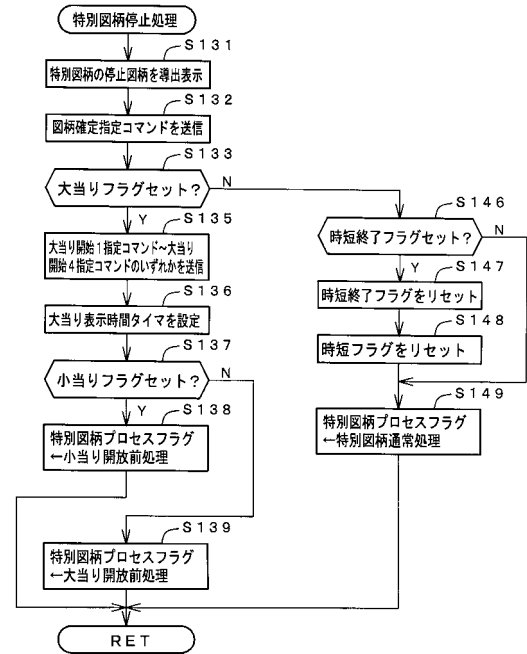 特別図柄停止処理
S131
特別図柄の停止図柄を導出表示
S132
図柄確定指定コマンドを送信
S133
大当りフラグセット？
N
Y
S135
大当り開始1指定コマンド～大当り
開始4指定コマンドのいずれかを送信
S136
大当り表示時間タイマを設定
S137
小当りフラグセット？
N
Y
S138
特別図柄プロセスフラグ
←小当り開放前処理
S139
特別図柄プロセスフラグ
←大当り開放前処理
S146
時短終了フラグセット？
N
Y
S147
時短終了フラグをリセット
S148
時短フラグをリセット
S149
特別図柄プロセスフラグ
←特別図柄通常処理
RET